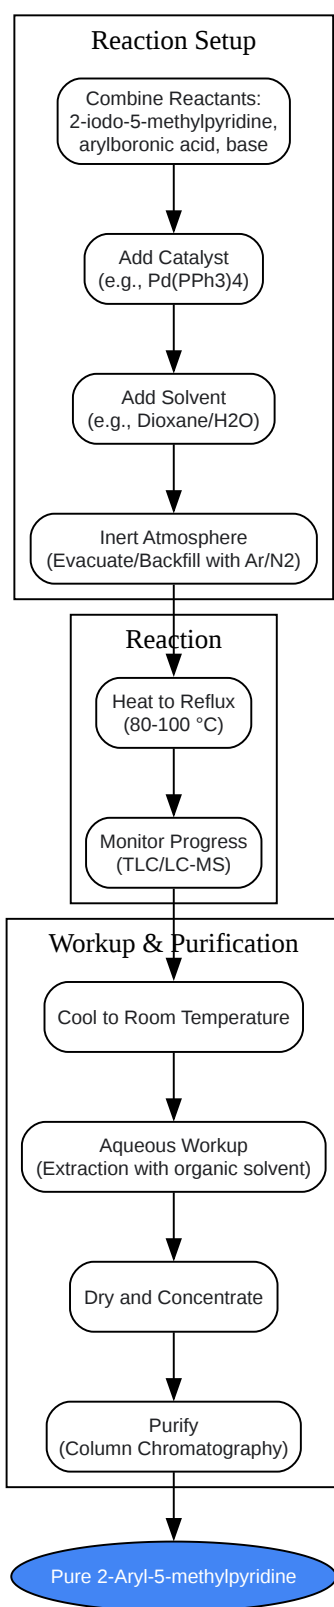 Reaction Setup
Combine Reactants:
2-iodo-5-methylpyridine,
arylboronic acid, base
Add Catalyst
(e.g., Pd(PPh3)4)
Add Solvent
(e.g., Dioxane/H2O)
Inert Atmosphere
(Evacuate/Backfill with Ar/N2)
Reaction
Heat to Reflux
(80-100 °C)
Monitor Progress
(TLC/LC-MS)
Workup & Purification
Cool to Room Temperature
Aqueous Workup
(Extraction with organic solvent)
Dry and Concentrate
Purify
(Column Chromatography)
Pure 2-Aryl-5-methylpyridine